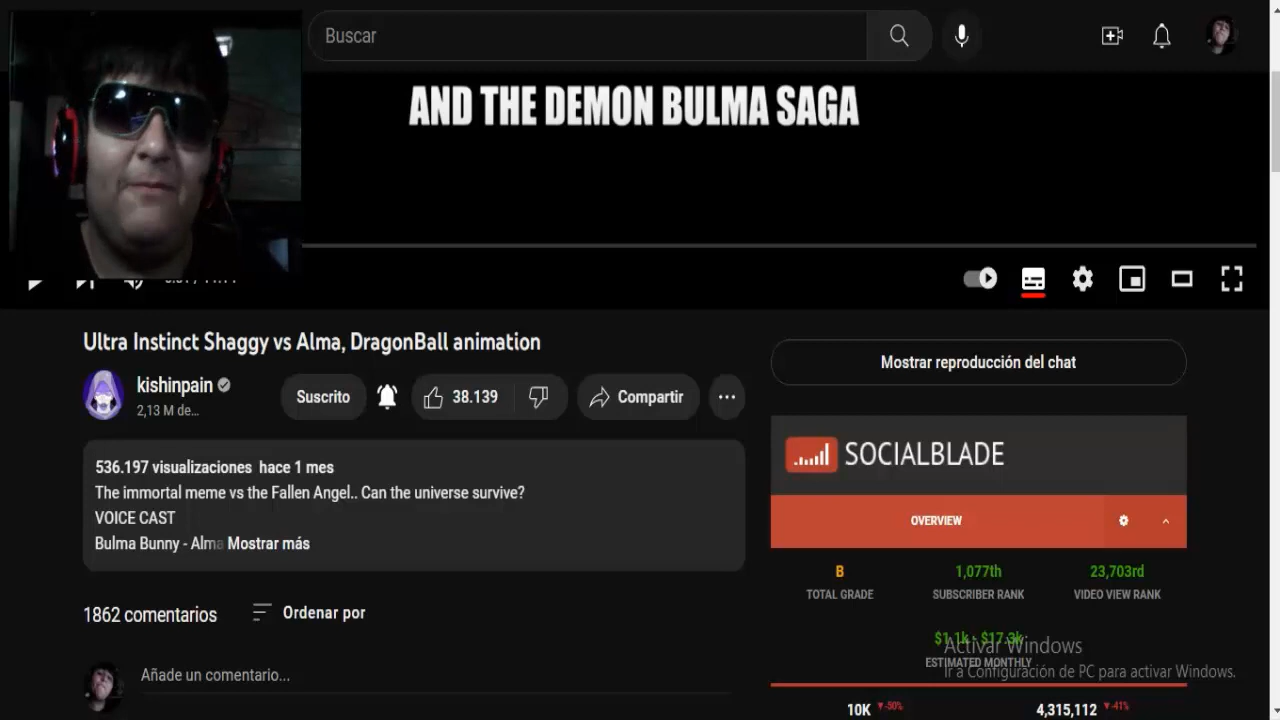 Buscar
AND THE DEMON BULMA SAGA
Ultra Instinct Shaggy vs Alma, DragonBall animation
kishinpain
2,13 M de...
Suscrito
38.139
Compartir
536.197 visualizaciones hace 1 mes
The immortal meme vs the Fallen Angel.. Can the universe survive?
VOICE CAST
Bulma Bunny - Alma Mostrar más
1862 comentarios
Ordenar por
Añade un comentario...
Mostrar reproducción del chat
SOCIALBLADE
OVERVIEW
B
1,077th
23,703rd
TOTAL GRADE
SUBSCRIBER RANK
VIDEO VIEW RANK
$1.1k - $17.3k
ESTIMATED MONTHLY
Activar Windows
Ir a Configuración de PC para activar Windows.
10K -50%
4,315,112 -41%